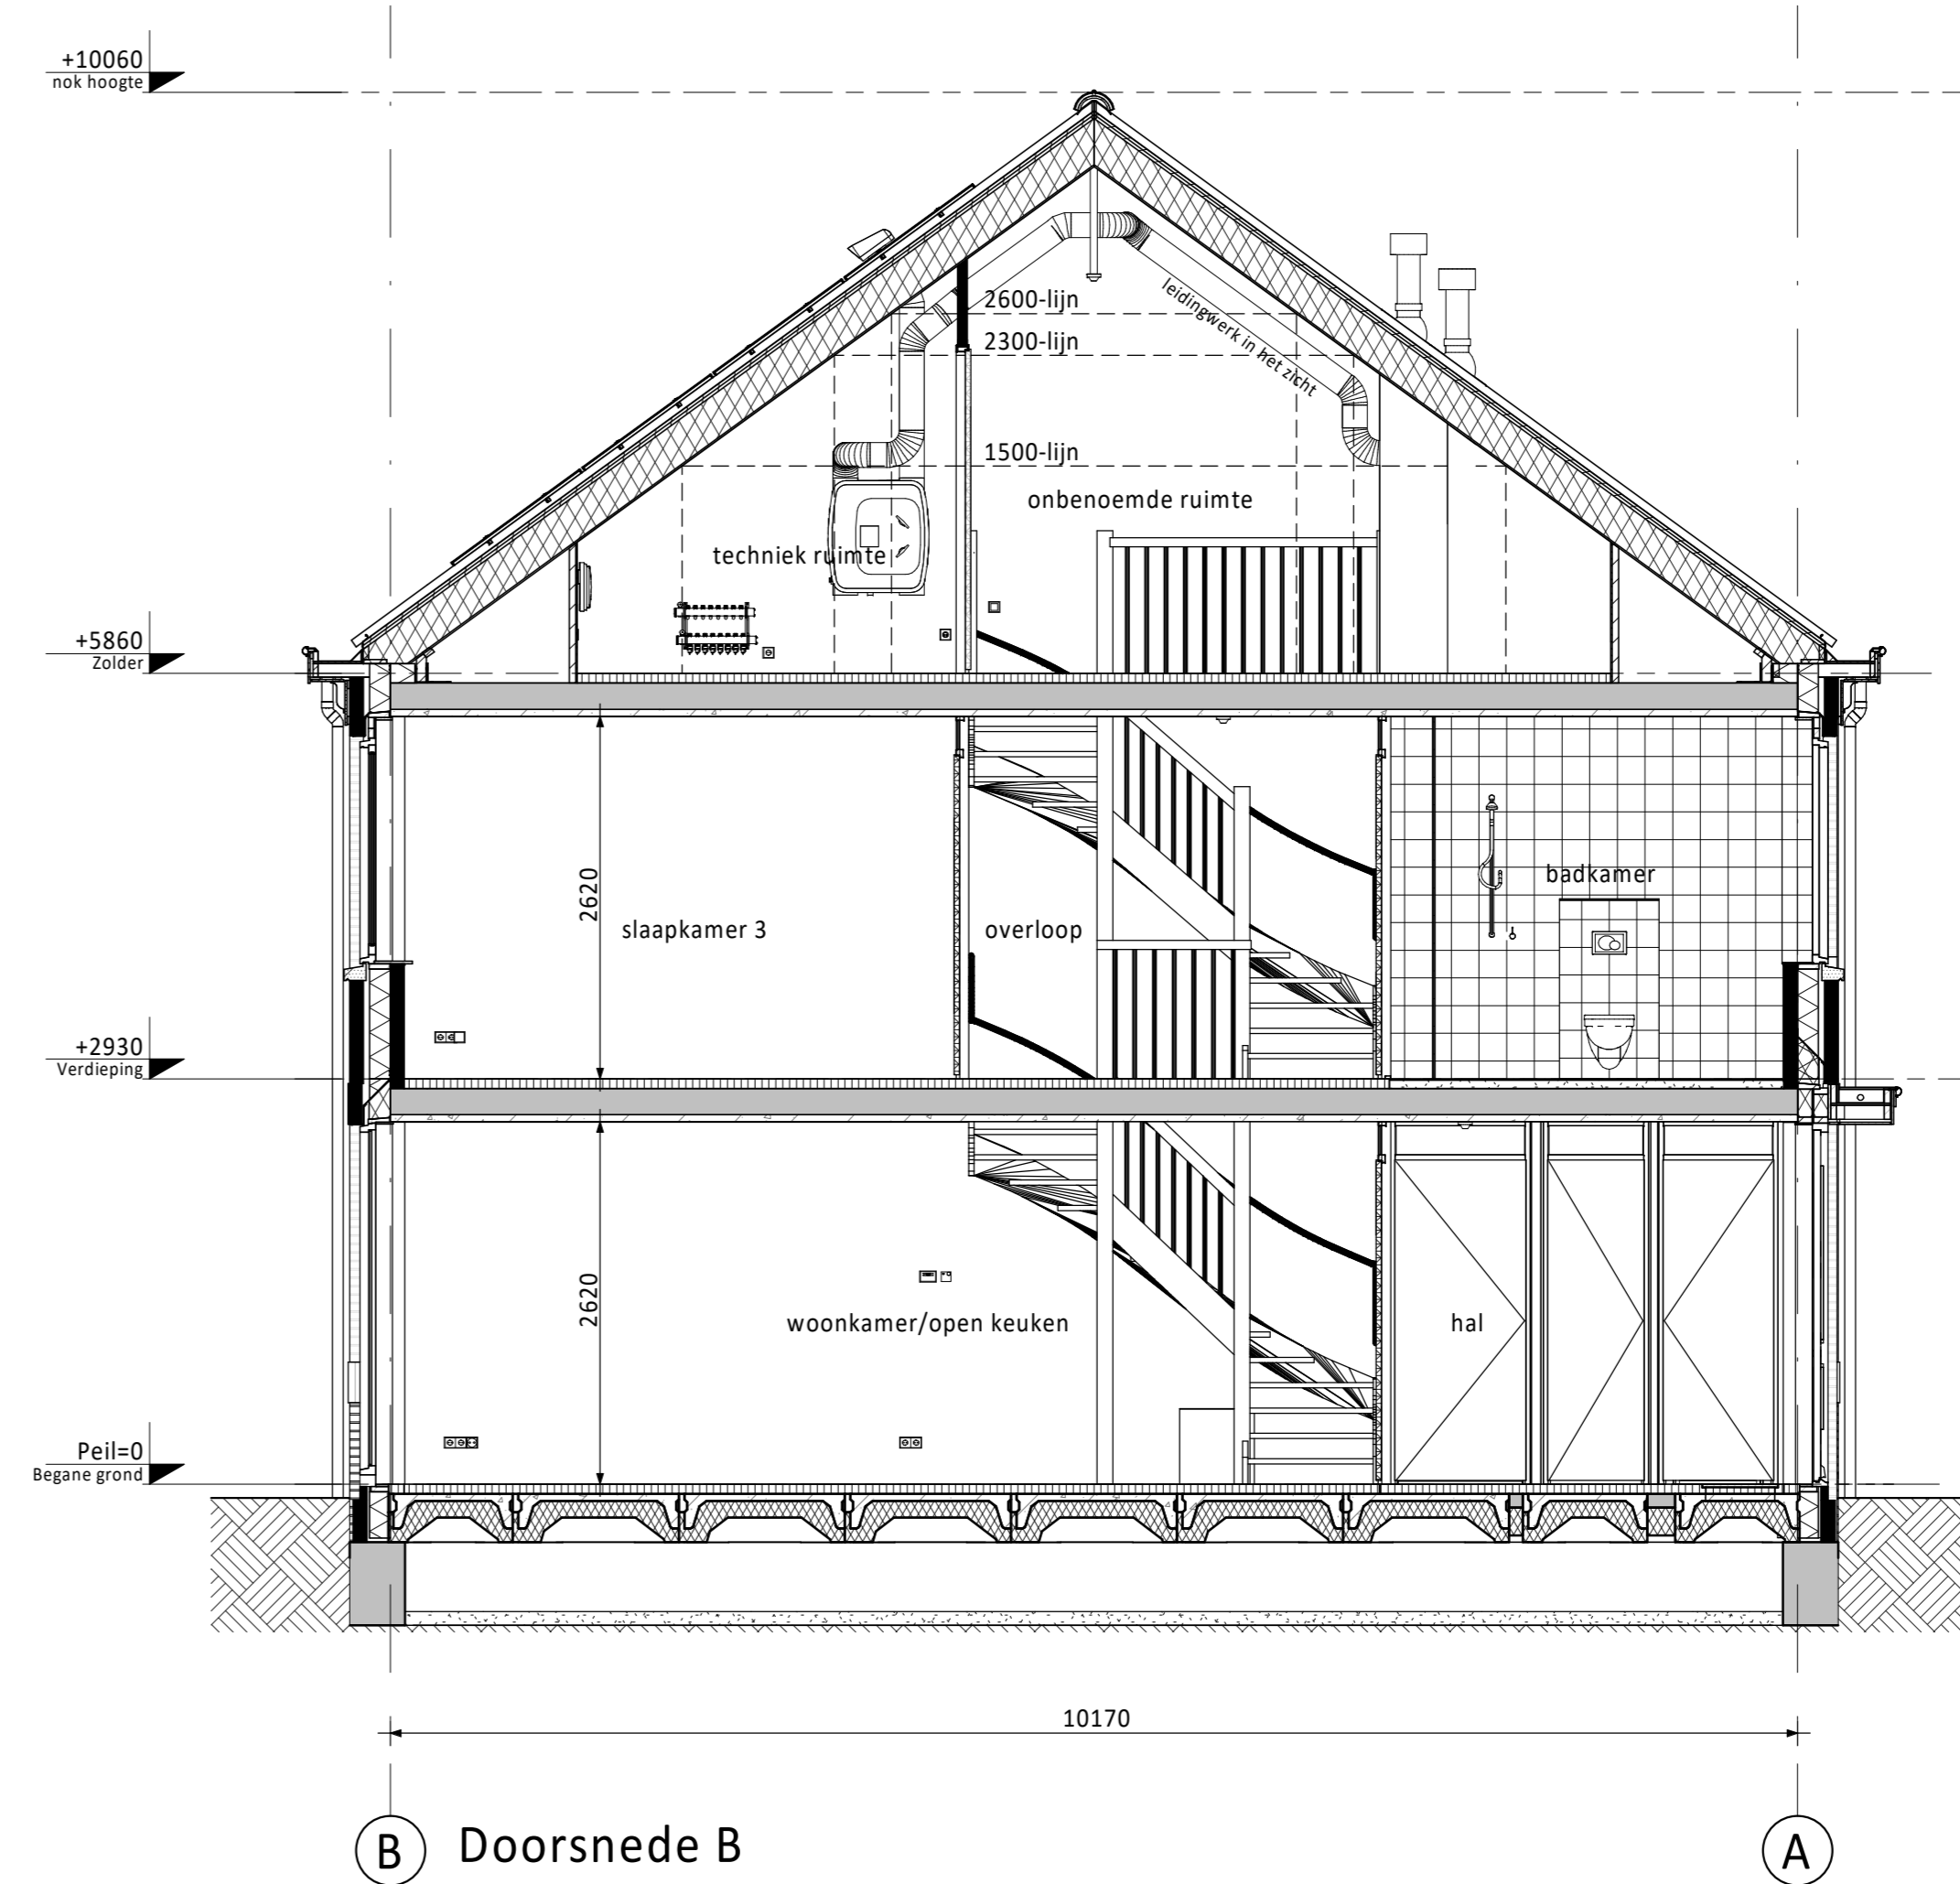 +10060
nok hoogte
2600-lijn
2300-lijn
leidingwerk in het zicht
1500-lijn
onbenoemde ruimte
techniek ruimte
+5860
Zolder
2620
slaapkamer 3
overloop
badkamer
+2930
Verdieping
2620
woonkamer/open keuken
hal
Peil=0
Begane grond
10170
B
Doorsnede B
A